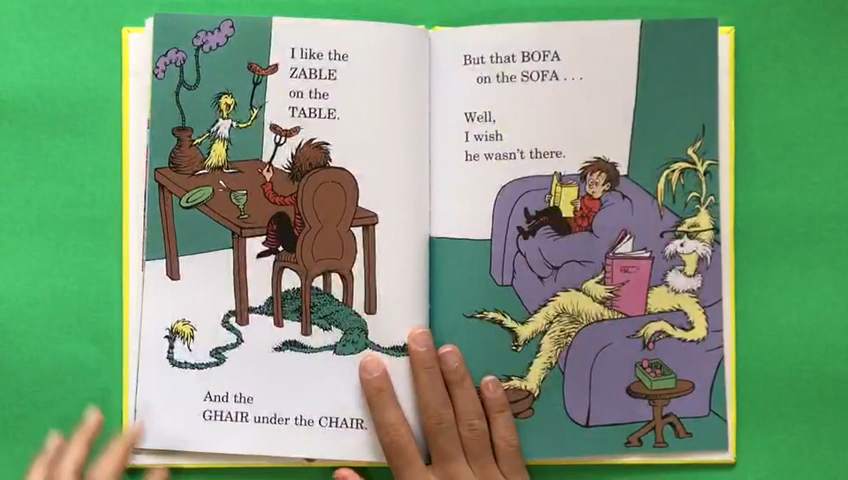 I like the
ZABLE
on the
TABLE.
And the
GHAIR under the CHAIR.
But that BOFA
on the SOFA . . .
Well,
I wish
he wasn't there.